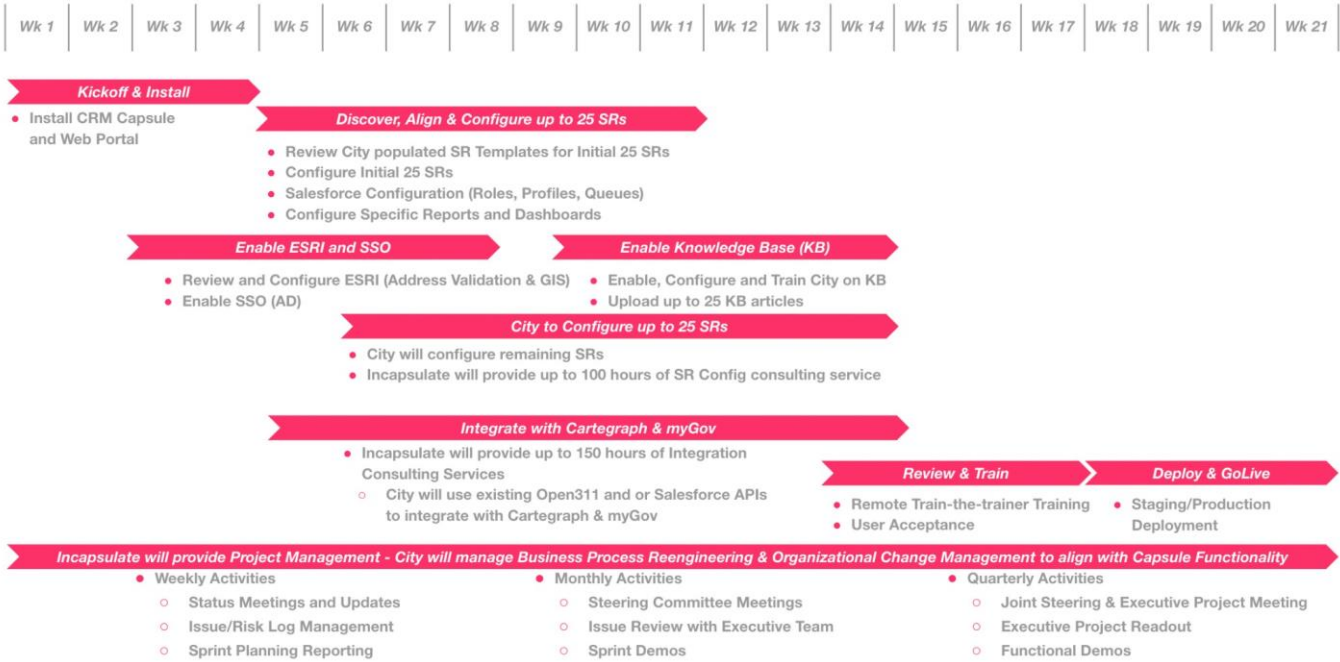 Wk 1 Wk 2 Wk 3 Wk 4 Wk 5 Wk 6 Wk 7 Wk 8 Wk 9 Wk 10 Wk 11 Wk 12 Wk 13 Wk 14 Wk 15 Wk 16 Wk 17 Wk 18 Wk 19 Wk 20 Wk 21
Kickoff & Install
• Install CRM Capsule
and Web Portal
Discover, Align & Configure up to 25 SRs
• Review City populated SR Templates for Initial 25 SRs
• Configure Initial 25 SRs
• Salesforce Configuration (Roles, Profiles, Queues)
• Configure Specific Reports and Dashboards
Enable ESRI and SSO
• Review and Configure ESRI (Address Validation & GIS)
• Enable SSO (AD)
Enable Knowledge Base (KB)
• Enable, Configure and Train City on KB
• Upload up to 25 KB articles
City to Configure up to 25 SRs
• City will configure remaining SRs
• Incapsulate will provide up to 100 hours of SR Config consulting service
Integrate with Cartegraph & myGov
• Incapsulate will provide up to 150 hours of Integration
Consulting Services
○ City will use existing Open311 and or Salesforce APIs
to integrate with Cartegraph & myGov
Review & Train
• Remote Train-the-trainer Training
• User Acceptance
Deploy & GoLive
• Staging/Production
Deployment
Incapsulate will provide Project Management - City will manage Business Process Reengineering & Organizational Change Management to align with Capsule Functionality
• Weekly Activities
○ Status Meetings and Updates
○ Issue/Risk Log Management
○ Sprint Planning Reporting
• Monthly Activities
○ Steering Committee Meetings
○ Issue Review with Executive Team
○ Sprint Demos
• Quarterly Activities
○ Joint Steering & Executive Project Meeting
○ Executive Project Readout
○ Functional Demos